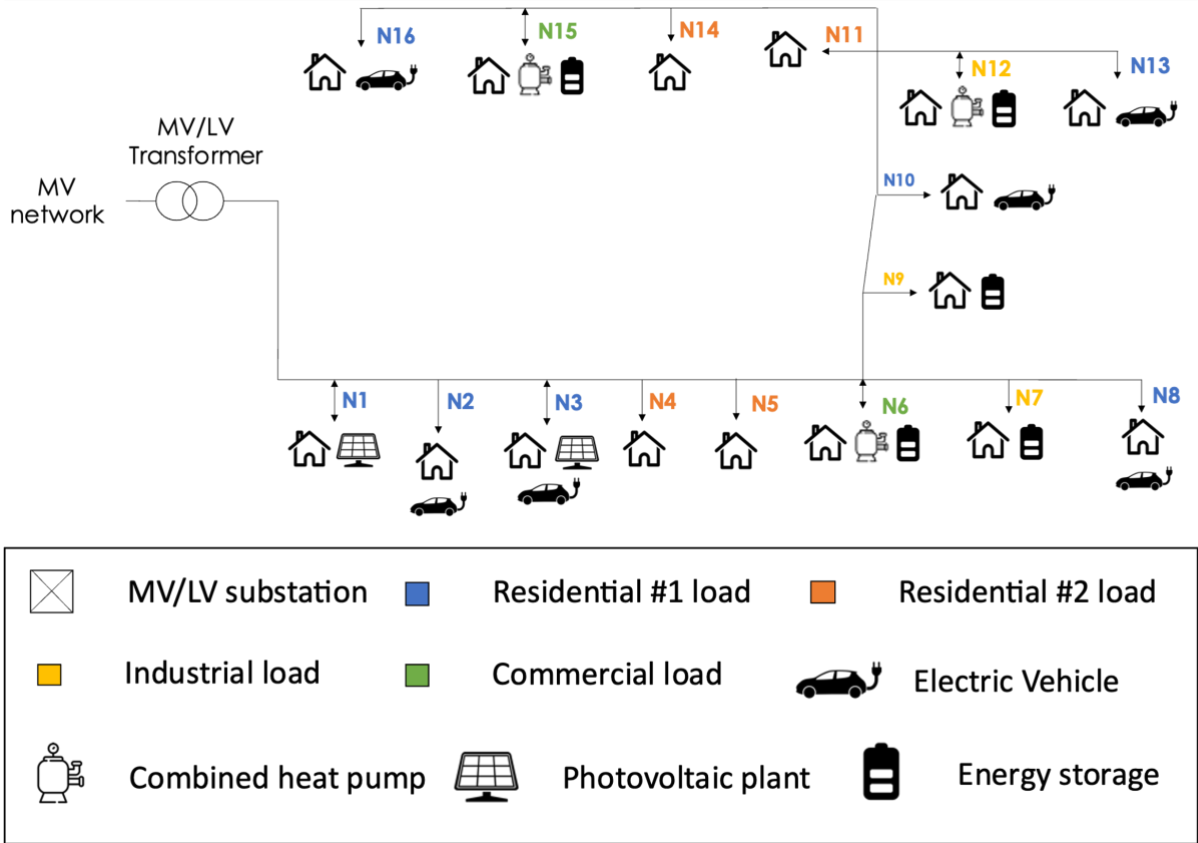 N16
N15
N14
N11
N12
N13
MV/LV
Transformer
MV
network
N10
N9
N1
N2
N3
N4
N5
N6
N7
N8
MV/LV substation
Residential #1 load
Residential #2 load
Industrial load
Commercial load
Electric Vehicle
Combined heat pump
Photovoltaic plant
Energy storage